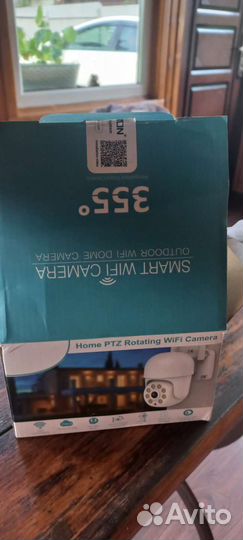 355°
SMART WIFI CAMERA
OUTDOOR WIFI DOME CAMERA
Home PTZ Rotating WiFi Camera
Avito